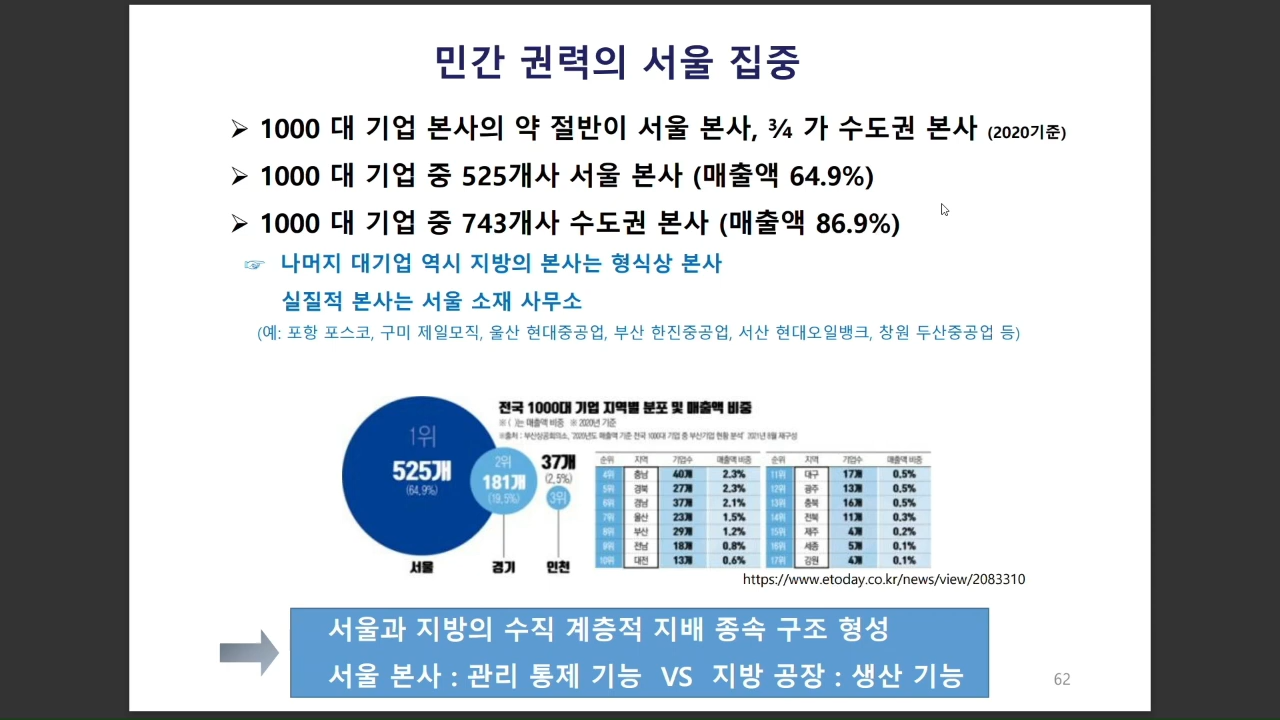 민간 권력의 서울 집중
➢ 1000 대 기업 본사의 약 절반이 서울 본사, ¾ 가 수도권 본사 (2020기준)
➢ 1000 대 기업 중 525개사 서울 본사 (매출액 64.9%)
➢ 1000 대 기업 중 743개사 수도권 본사 (매출액 86.9%)
☞ 나머지 대기업 역시 지방의 본사는 형식상 본사
실질적 본사는 서울 소재 사무소
(예: 포항 포스코, 구미 제일모직, 울산 현대중공업, 부산 한진중공업, 서산 현대오일뱅크, 창원 두산중공업 등)
전국 1000대 기업 지역별 분포 및 매출액 비중
※ ( )는 매출액 비중 ※ 2020년 기준
※출처 : 부산상공회의소, '2020년도 매출액 기준 전국 1000대 기업 중 부산기업 현황 분석' 2021년 8월 재구성
1위
525개
(64.9%)
서울
2위
181개
(19.5%)
경기
37개
(2.5%)
3위
인천
순위 지역 기업수 매출액 비중
4위 충남 40개 2.3%
5위 경북 27개 2.3%
6위 경남 37개 2.1%
7위 울산 23개 1.5%
8위 부산 29개 1.2%
9위 전남 18개 0.8%
10위 대전 13개 0.6%
순위 지역 기업수 매출액 비중
11위 대구 17개 0.5%
12위 광주 13개 0.5%
13위 충북 16개 0.5%
14위 전북 11개 0.3%
15위 제주 4개 0.2%
16위 세종 5개 0.1%
17위 강원 4개 0.1%
https://www.etoday.co.kr/news/view/2083310
서울과 지방의 수직 계층적 지배 종속 구조 형성
서울 본사 : 관리 통제 기능 VS 지방 공장 : 생산 기능
62